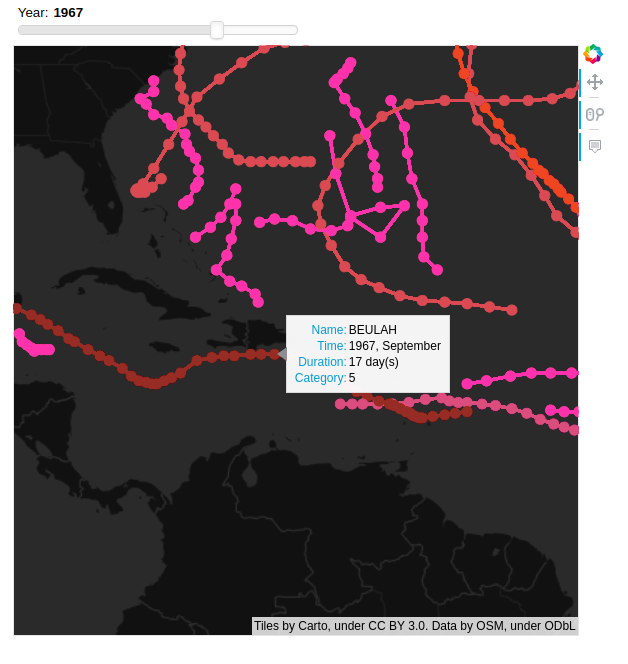 Year: 1967
Name: BEULAH
Time: 1967, September
Duration: 17 day(s)
Category: 5
Tiles by Carto, under CC BY 3.0. Data by OSM, under ODbL